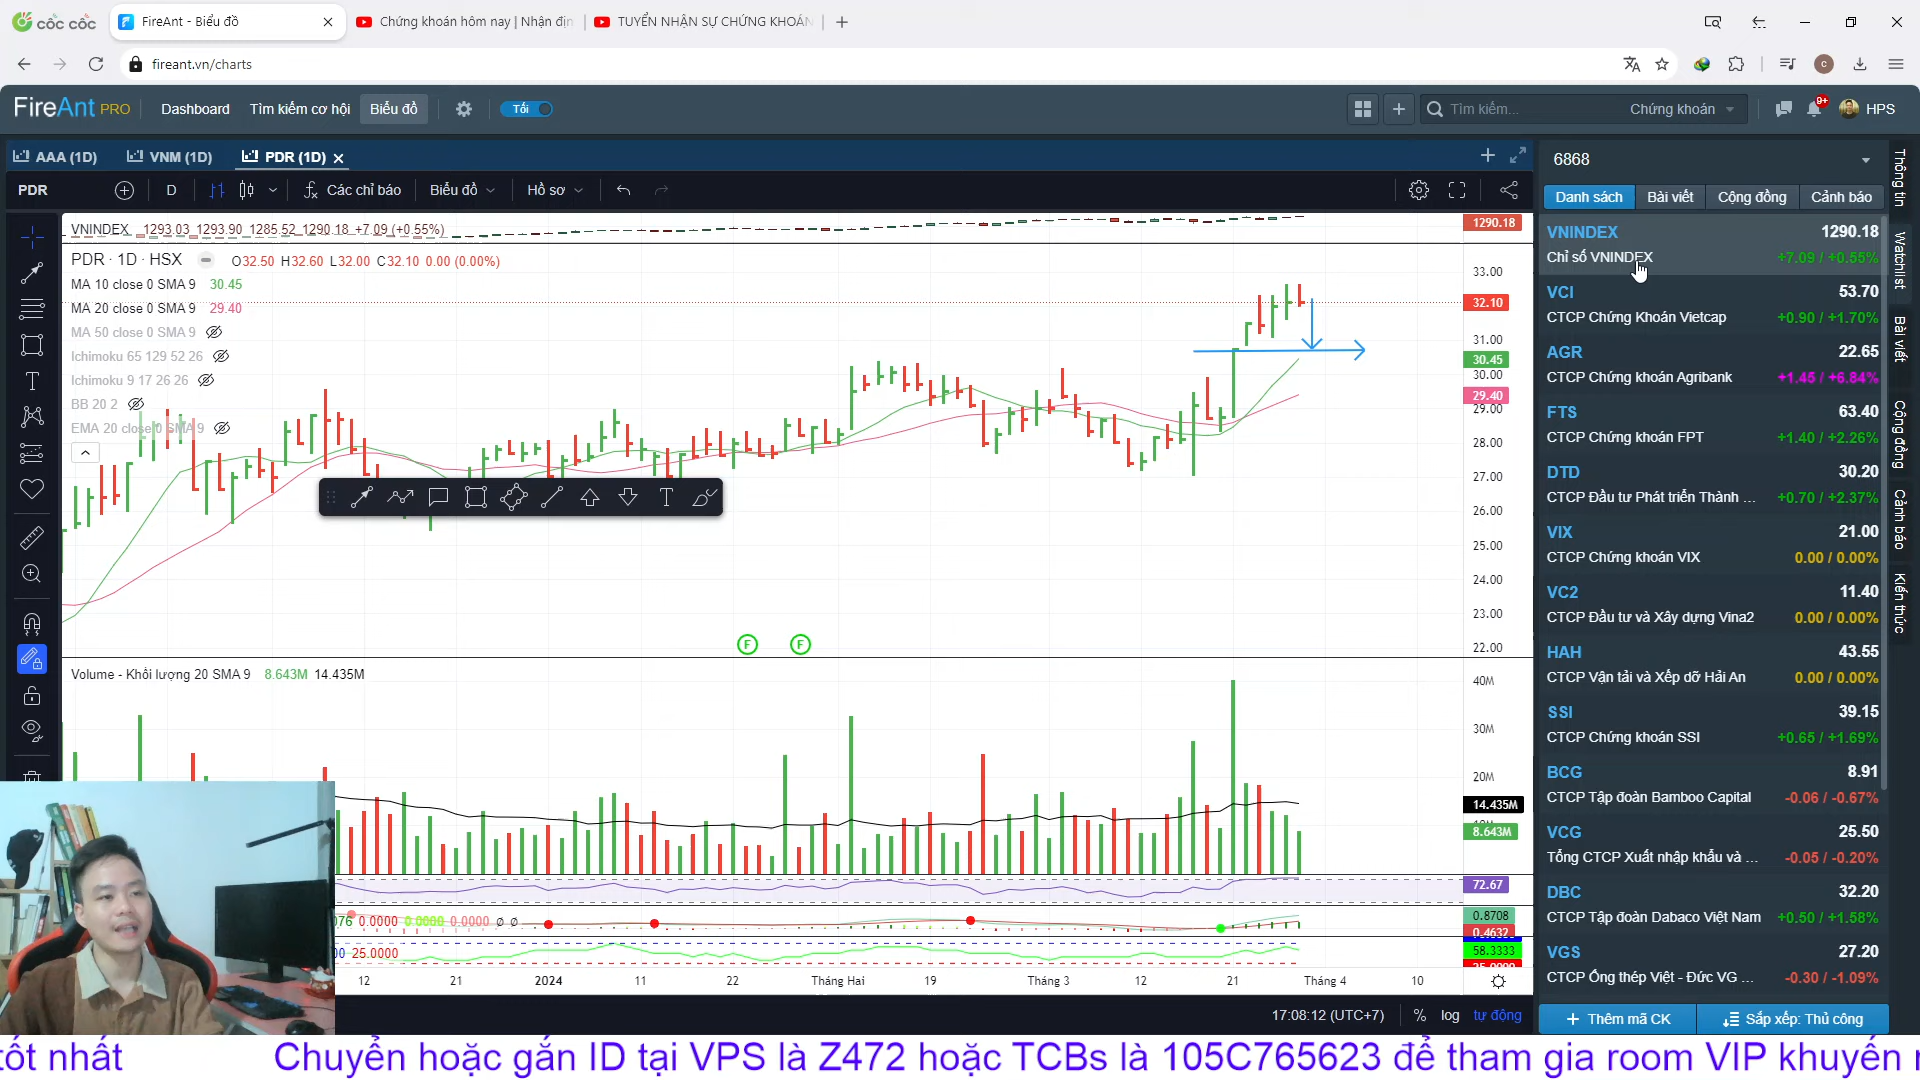 cốc cốc
FireAnt - Biểu đồ
Chứng khoán hôm nay | Nhận địn
TUYỂN NHẬN SỰ CHỨNG KHOÁN
fireant.vn/charts
FireAnt PRO
Dashboard
Tìm kiếm cơ hội
Biểu đồ
Tối
Tìm kiếm...
Chứng khoán
9+
HPS
AAA (1D)
VNM (1D)
PDR (1D)
PDR
D
Các chỉ báo
Biểu đồ
Hồ sơ
VNINDEX 1293.03 1293.90 1285.52 1290.18 +7.09 (+0.55%)
1290.18
PDR · 1D · HSX
O32.50 H32.60 L32.00 C32.10 0.00 (0.00%)
MA 10 close 0 SMA 9 30.45
MA 20 close 0 SMA 9 29.40
MA 50 close 0 SMA 9
Ichimoku 65 129 52 26
Ichimoku 9 17 26 26
BB 20 2
EMA 20 close 0 SMA 9
33.00
32.10
31.00
30.45
30.00
29.40
29.00
28.00
27.00
26.00
25.00
24.00
23.00
22.00
F
F
Volume - Khối lượng 20 SMA 9 8.643M 14.435M
40M
30M
20M
14.435M
8.643M
72.67
076 0.0000 0.0000 0.0000 ∅ ∅
0.8708
0.4632
00 25.0000
58.3333
12
21
2024
11
22
Tháng Hai
19
Tháng 3
12
21
Tháng 4
10
17:08:12 (UTC+7)
%
log
tự động
6868
Danh sách
Bài viết
Cộng đồng
Cảnh báo
VNINDEX 1290.18
Chỉ số VNINDEX +7.09 / +0.55%
VCI 53.70
CTCP Chứng Khoán Vietcap +0.90 / +1.70%
AGR 22.65
CTCP Chứng khoán Agribank +1.45 / +6.84%
FTS 63.40
CTCP Chứng khoán FPT +1.40 / +2.26%
DTD 30.20
CTCP Đầu tư Phát triển Thành ... +0.70 / +2.37%
VIX 21.00
CTCP Chứng khoán VIX 0.00 / 0.00%
VC2 11.40
CTCP Đầu tư và Xây dựng Vina2 0.00 / 0.00%
HAH 43.55
CTCP Vận tải và Xếp dỡ Hải An 0.00 / 0.00%
SSI 39.15
CTCP Chứng khoán SSI +0.65 / +1.69%
BCG 8.91
CTCP Tập đoàn Bamboo Capital -0.06 / -0.67%
VCG 25.50
Tổng CTCP Xuất nhập khẩu và ... -0.05 / -0.20%
DBC 32.20
CTCP Tập đoàn Dabaco Việt Nam +0.50 / +1.58%
VGS 27.20
CTCP Ống thép Việt - Đức VG ... -0.30 / -1.09%
Thêm mã CK
Sắp xếp: Thủ công
Thông tin
Watchlist
Bài viết
Cộng đồng
Cảnh báo
Kiến thức
tốt nhất Chuyển hoặc gắn ID tại VPS là Z472 hoặc TCBs là 105C765623 để tham gia room VIP khuyến